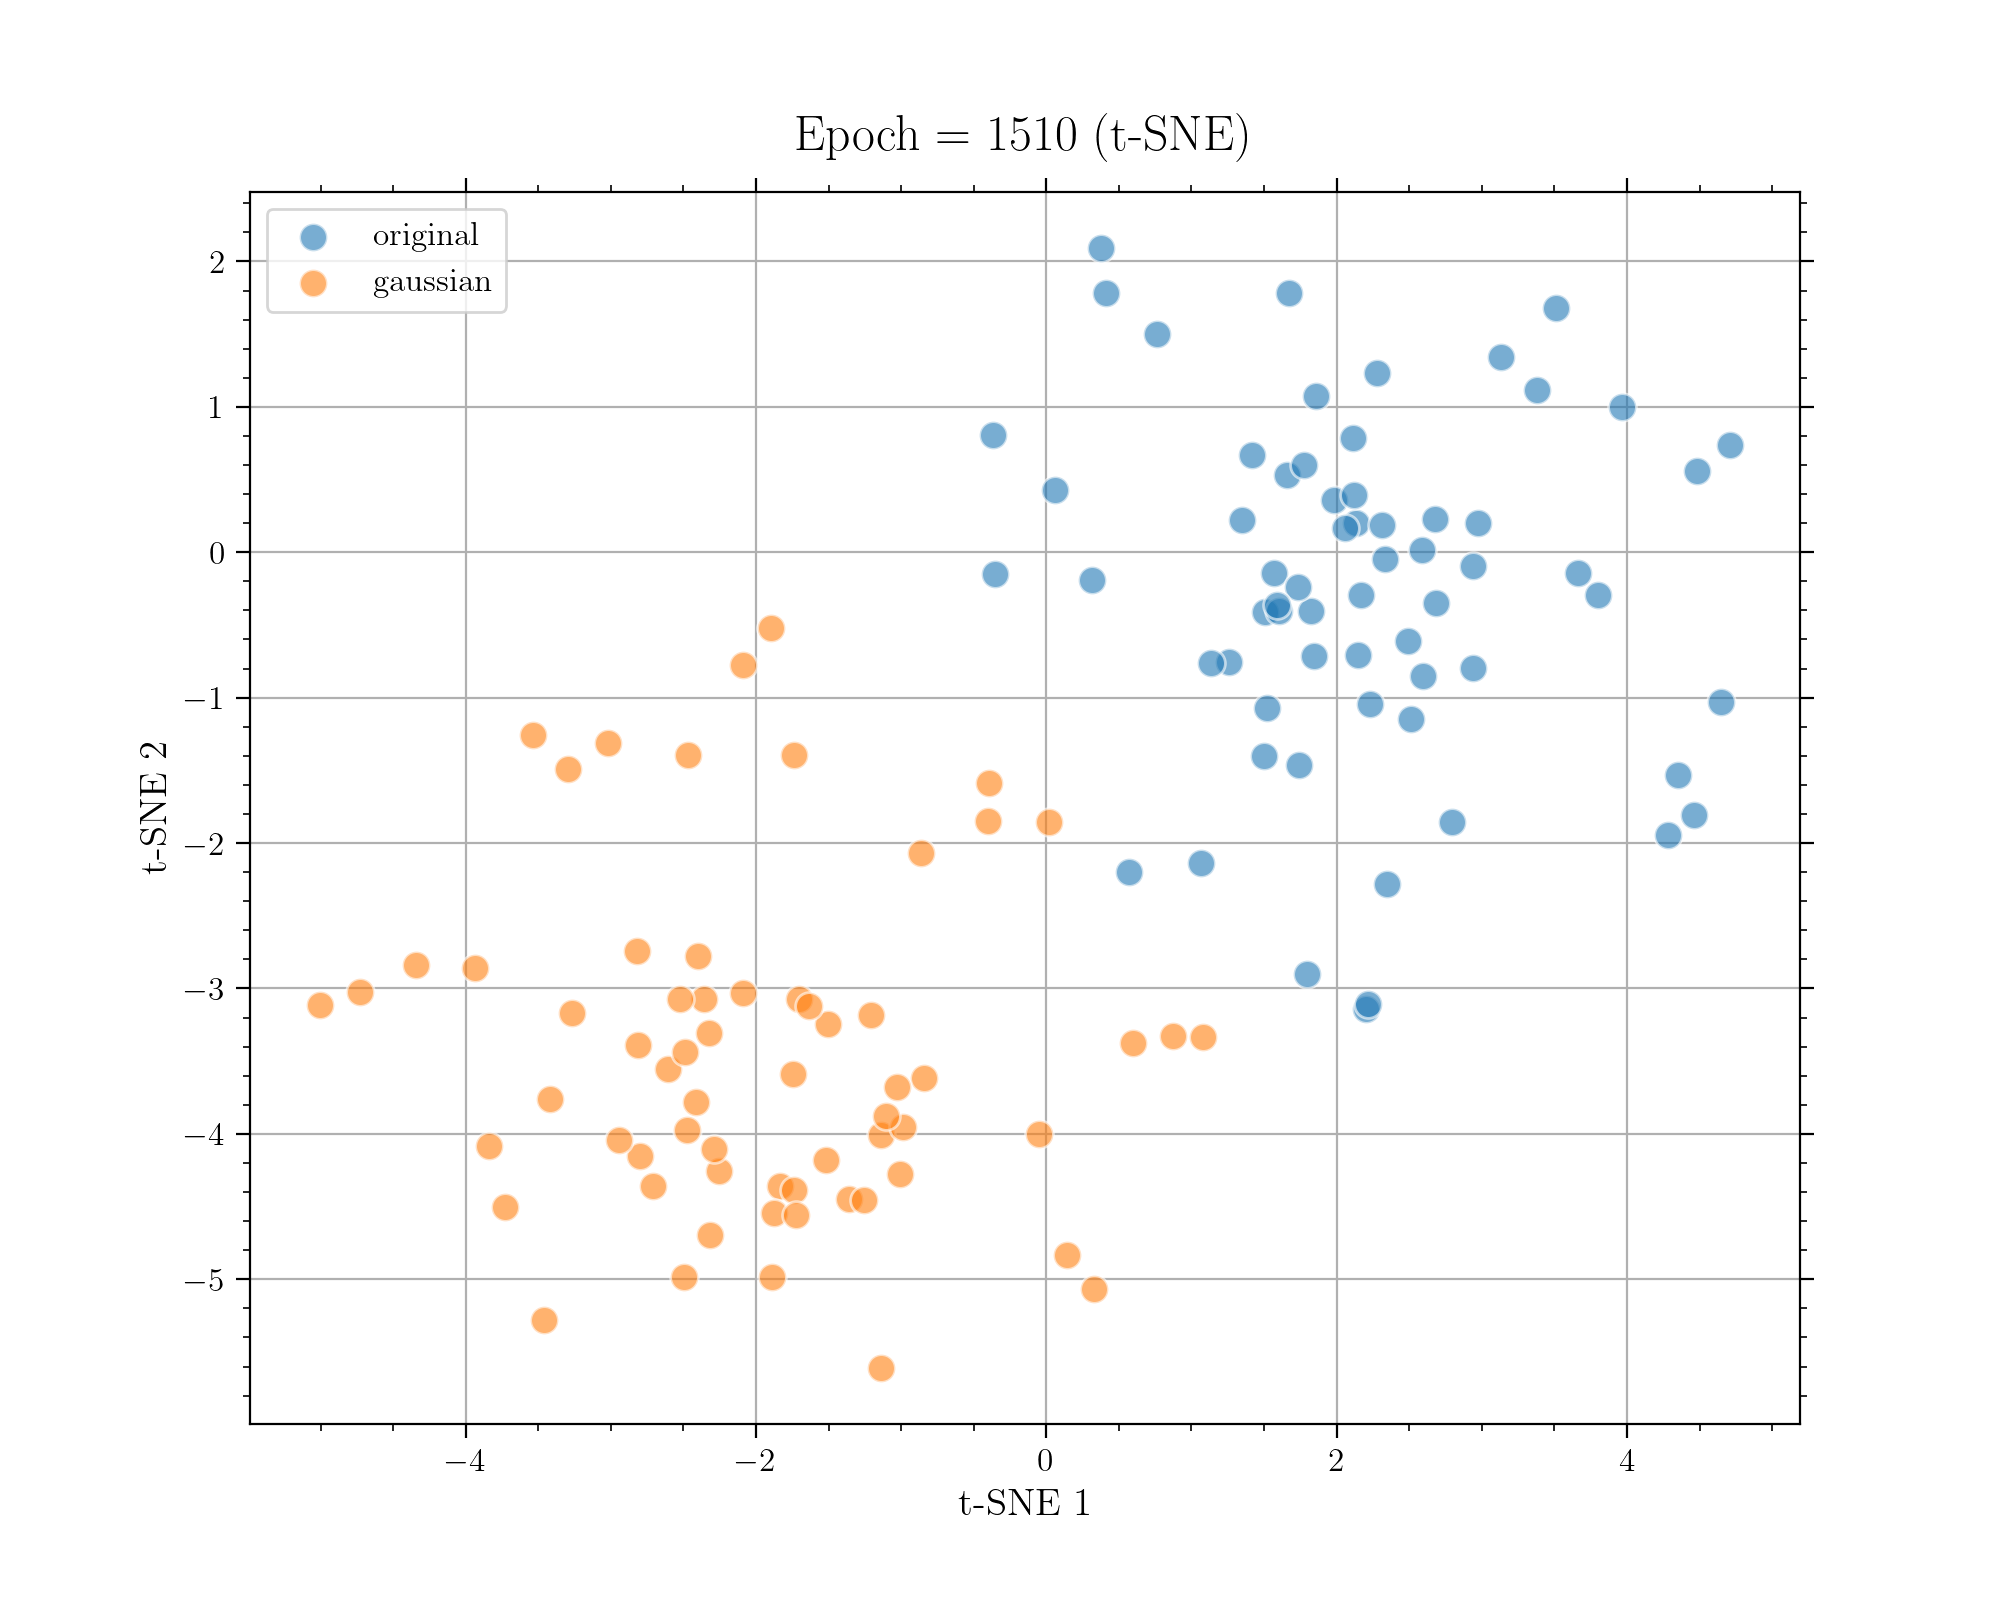 Epoch = 1510 (t-SNE)
original
gaussian
2
1
0
−1
−2
−3
−4
−5
t-SNE 2
−4
−2
0
2
4
t-SNE 1